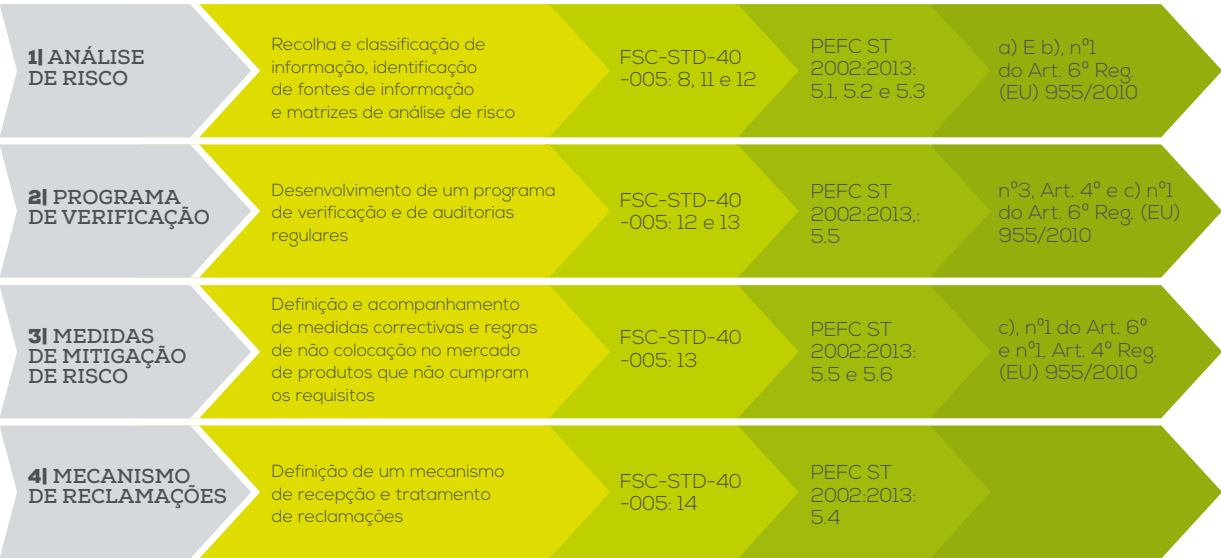 1| ANÁLISE
DE RISCO
Recolha e classificação de
informação, identificação
de fontes de informação
e matrizes de análise de risco
FSC-STD-40
-005: 8, 11 e 12
PEFC ST
2002:2013:
5.1, 5.2 e 5.3
a) E b), nº1
do Art. 6º Reg.
(EU) 955/2010
2| PROGRAMA
DE VERIFICAÇÃO
Desenvolvimento de um programa
de verificação e de auditorias
regulares
FSC-STD-40
-005: 12 e 13
PEFC ST
2002:2013,:
5.5
nº3, Art. 4º e c) nº1
do Art. 6º Reg. (EU)
955/2010
3| MEDIDAS
DE MITIGAÇÃO
DE RISCO
Definição e acompanhamento
de medidas correctivas e regras
de não colocação no mercado
de produtos que não cumpram
os requisitos
FSC-STD-40
-005: 13
PEFC ST
2002:2013:
5.5 e 5.6
c), nº1 do Art. 6º
e nº1, Art. 4º Reg.
(EU) 955/2010
4| MECANISMO
DE RECLAMAÇÕES
Definição de um mecanismo
de recepção e tratamento
de reclamações
FSC-STD-40
-005: 14
PEFC ST
2002:2013:
5.4